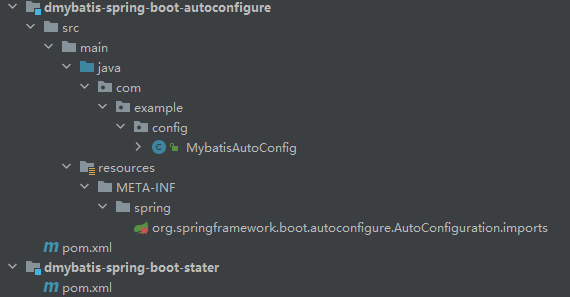 dmybatis-spring-boot-autoconfigure
src
main
java
com
example
config
MybatisAutoConfig
resources
META-INF
spring
org.springframework.boot.autoconfigure.AutoConfiguration.imports
pom.xml
dmybatis-spring-boot-stater
pom.xml